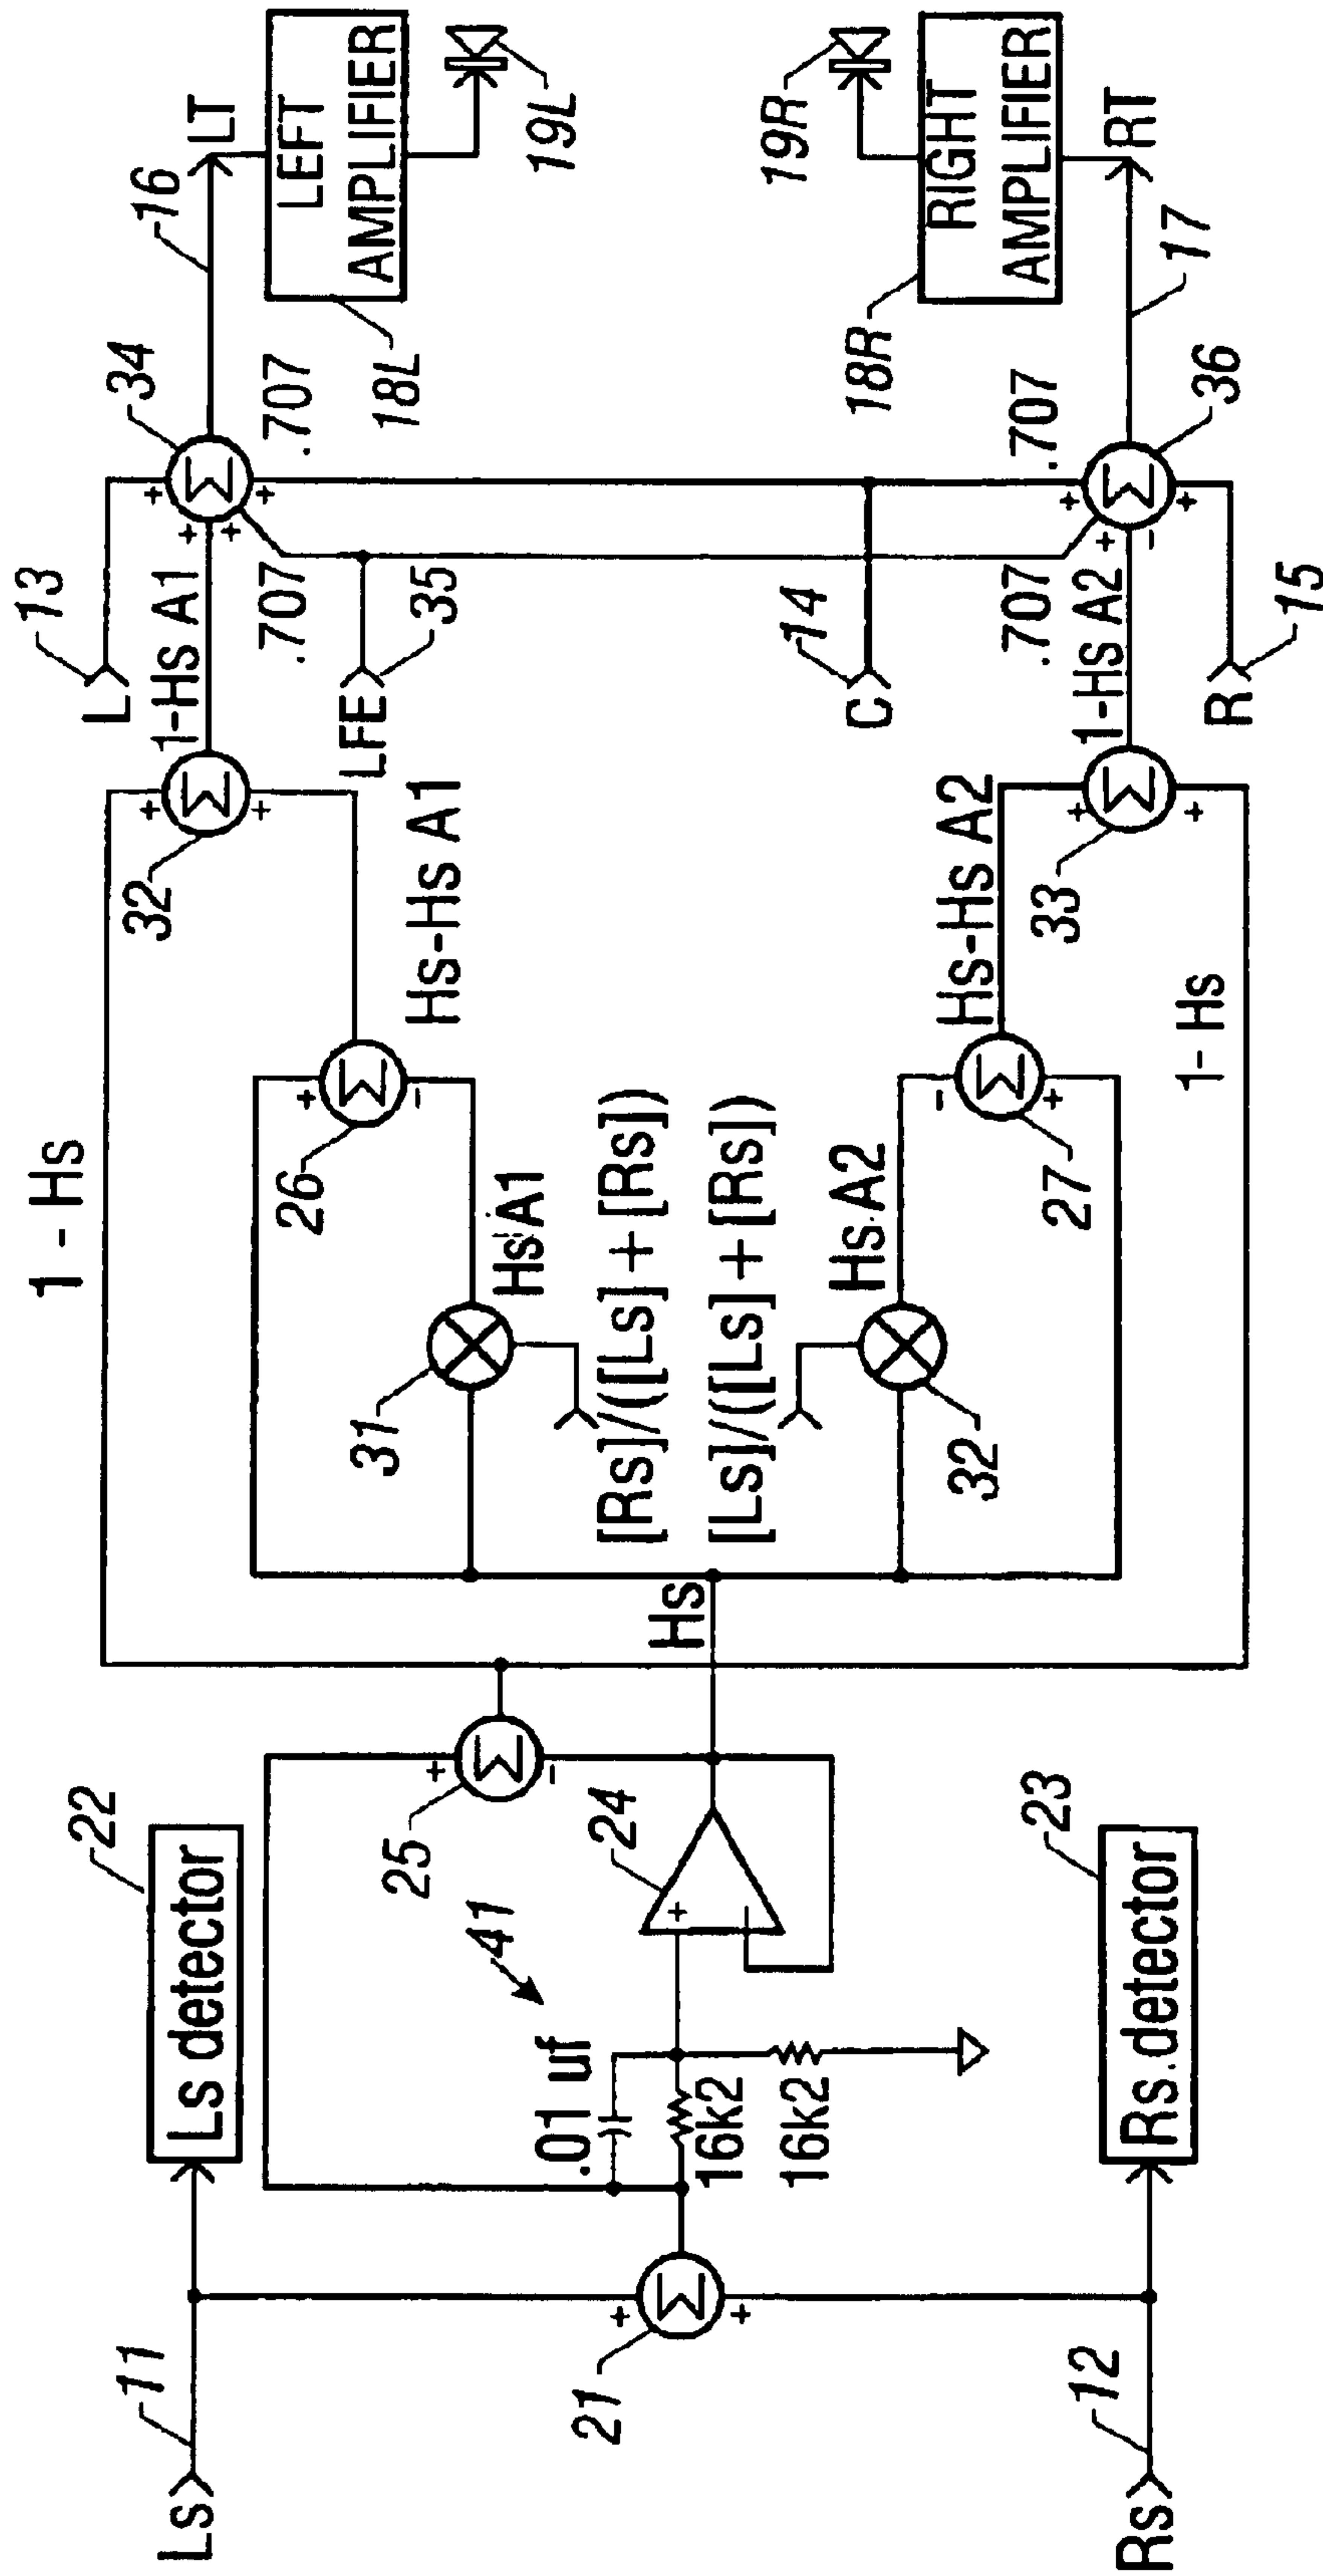 Ls
11
Ls detector
22
21
+
+
.01 uf
16k2
16k2
41
+
-
24
25
+
-
Rs
12
Rs.detector
23
1 - Hs
Hs
31
Hs A1
[Rs]/([Ls] + [Rs])
[Ls]/([Ls] + [Rs])
32
Hs A2
26
+
-
Hs-Hs A1
27
-
+
Hs-Hs A2
1- Hs
32
+
+
33
+
+
L
13
1-Hs A1
.707
LFE
35
C
14
.707
1-Hs A2
R
15
34
+
+
+
+
.707
.707
36
+
+
-
+
16
LT
LEFT
AMPLIFIER
18L
19L
19R
RIGHT
AMPLIFIER
18R
17
RT
Σ
Σ
Σ
Σ
Σ
Σ
Σ
Σ